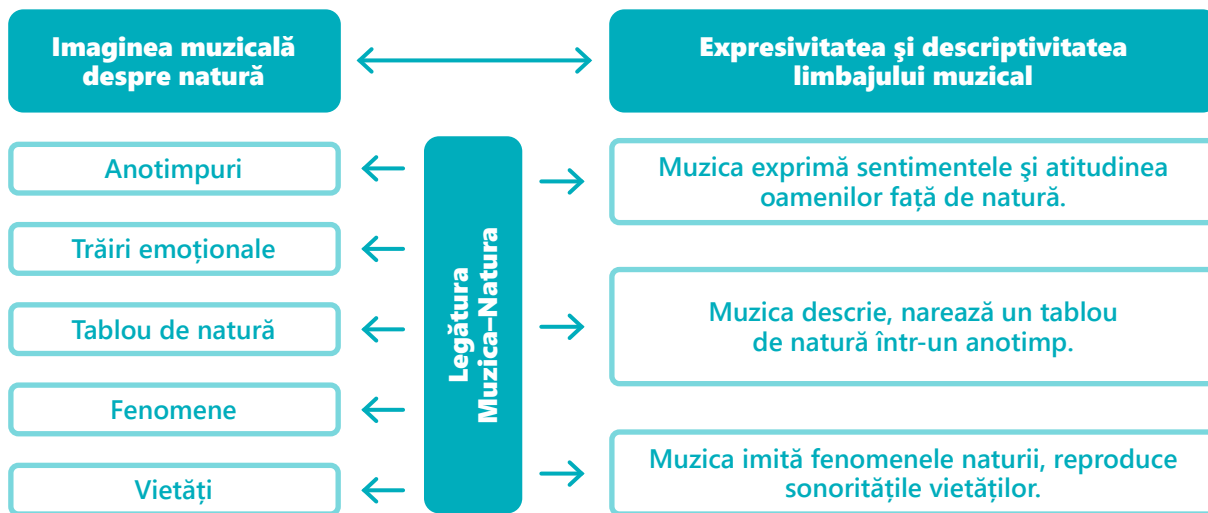 Imaginea muzicală
despre natură
Expresivitatea şi descriptivitatea
limbajului muzical
Anotimpuri
Trăiri emoționale
Tablou de natură
Fenomene
Vietăți
Legătura
Muzica–Natura
Muzica exprimă sentimentele şi atitudinea
oamenilor față de natură.
Muzica descrie, narează un tablou
de natură într-un anotimp.
Muzica imită fenomenele naturii, reproduce
sonoritățile vietăților.